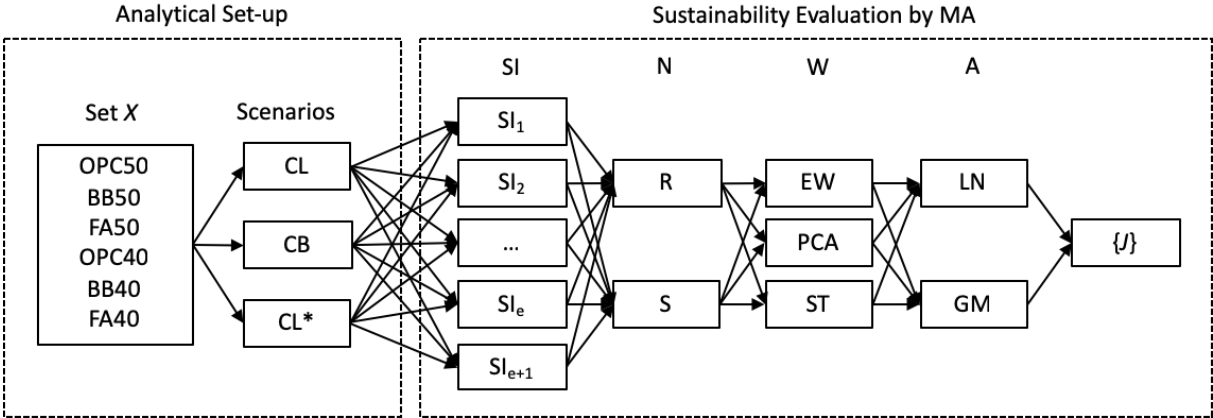 Analytical Set-up
Sustainability Evaluation by MA
SI N W A
Set X
Scenarios
OPC50
BB50
FA50
OPC40
BB40
FA40
CL
CB
CL*
SI₁
SI₂
...
SIₑ
SIₑ₊₁
R
S
EW
PCA
ST
LN
GM
{J}